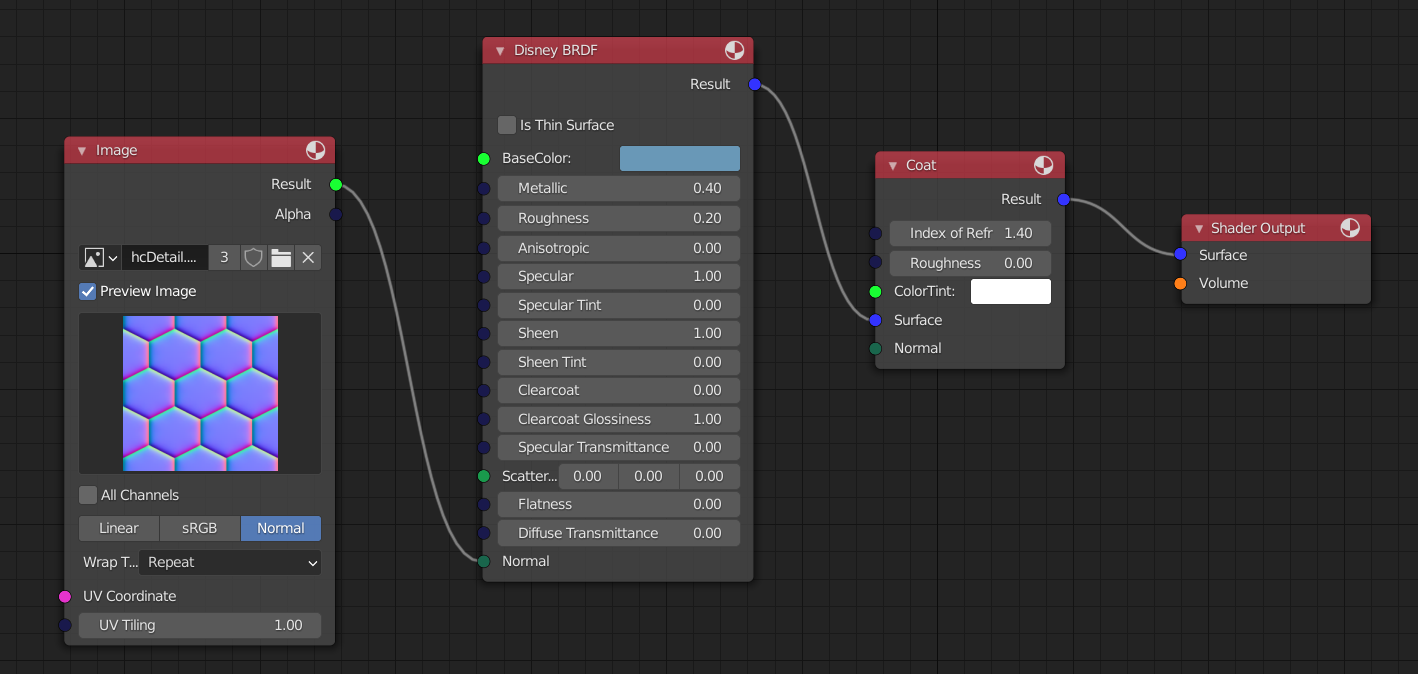 Image
Result
Alpha
hcDetail.... 3
Preview Image
All Channels
Linear sRGB Normal
Wrap T... Repeat
UV Coordinate
UV Tiling 1.00
Disney BRDF
Result
Is Thin Surface
BaseColor:
Metallic 0.40
Roughness 0.20
Anisotropic 0.00
Specular 1.00
Specular Tint 0.00
Sheen 1.00
Sheen Tint 0.00
Clearcoat 0.00
Clearcoat Glossiness 1.00
Specular Transmittance 0.00
Scatter... 0.00 0.00 0.00
Flatness 0.00
Diffuse Transmittance 0.00
Normal
Coat
Result
Index of Refr 1.40
Roughness 0.00
ColorTint:
Surface
Normal
Shader Output
Surface
Volume